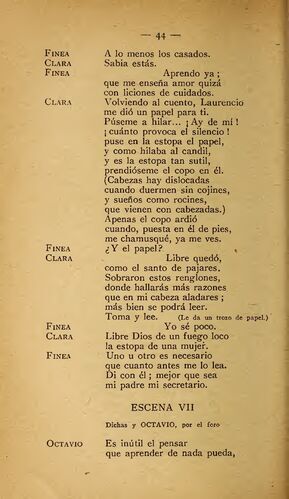 — 44 —
FINEA A lo menos los casados.
CLARA Sabia estás.
FINEA Aprendo ya ;
que me enseña amor quizá
con liciones de cuidados.
CLARA Volviendo al cuento, Laurencio
me dió un papel para ti.
Púseme a hilar... ¡ Ay de mí !
¡ cuánto provoca el silencio !
puse en la estopa el papel,
y como hilaba al candil,
y es la estopa tan sutil,
prendióseme el copo en él.
(Cabezas hay dislocadas
cuando duermen sin cojines,
y sueños como rocines,
que vienen con cabezadas.)
Apenas el copo ardió
cuando, puesta en él de pies,
me chamusqué, ya me ves.
FINEA ¿ Y el papel?
CLARA Libre quedó,
como el santo de pajares.
Sobraron estos renglones,
donde hallarás más razones
que en mi cabeza aladares ;
más bien se podrá leer.
Toma y lee. (Le da un trozo de papel.)
FINEA Yo sé poco.
CLARA Libre Dios de un fuego loco
la estopa de una mujer.
FINEA Uno u otro es necesario
que cuanto antes me lo lea.
Di con él ; mejor que sea
mi padre mi secretario.
ESCENA VII
Dichas y OCTAVIO, por el foro
OCTAVIO Es inútil el pensar
que aprender de nada pueda,